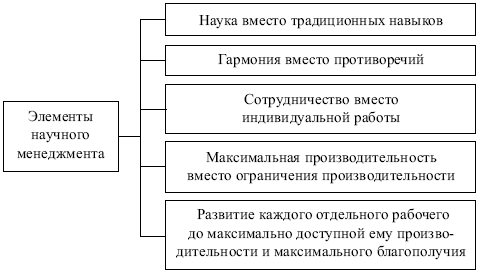 Элементы
научного
менеджмента
Наука вместо традиционных навыков
Гармония вместо противоречий
Сотрудничество вместо
индивидуальной работы
Максимальная производительность
вместо ограничения производительности
Развитие каждого отдельного рабочего
до максимально доступной ему произво-
дительности и максимального благополучия